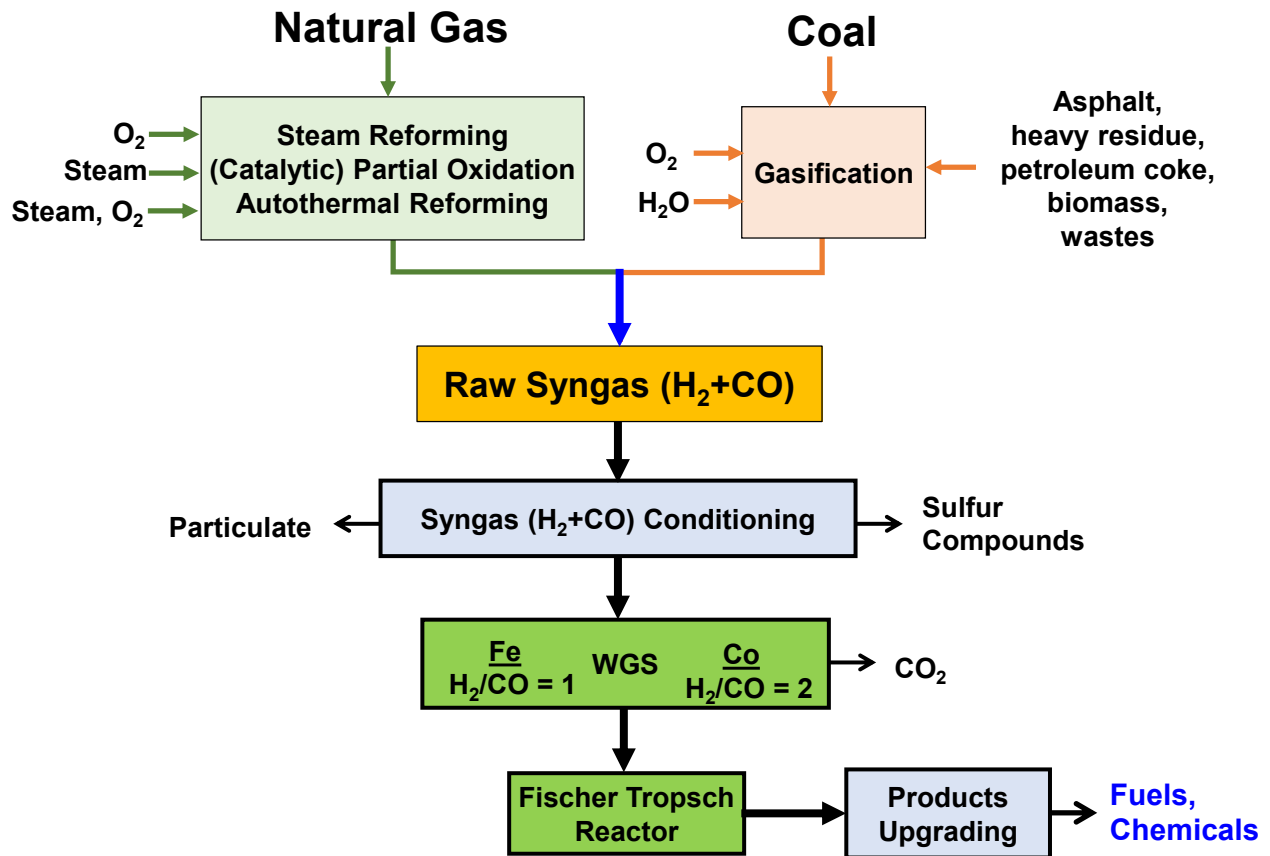 Natural Gas
Coal
O₂
Steam
Steam, O₂
Steam Reforming
(Catalytic) Partial Oxidation
Autothermal Reforming
O₂
H₂O
Gasification
Asphalt,
heavy residue,
petroleum coke,
biomass,
wastes
Raw Syngas (H₂+CO)
Particulate
Syngas (H₂+CO) Conditioning
Sulfur
Compounds
Fe
H₂/CO = 1
WGS
Co
H₂/CO = 2
CO₂
Fischer Tropsch
Reactor
Products
Upgrading
Fuels,
Chemicals